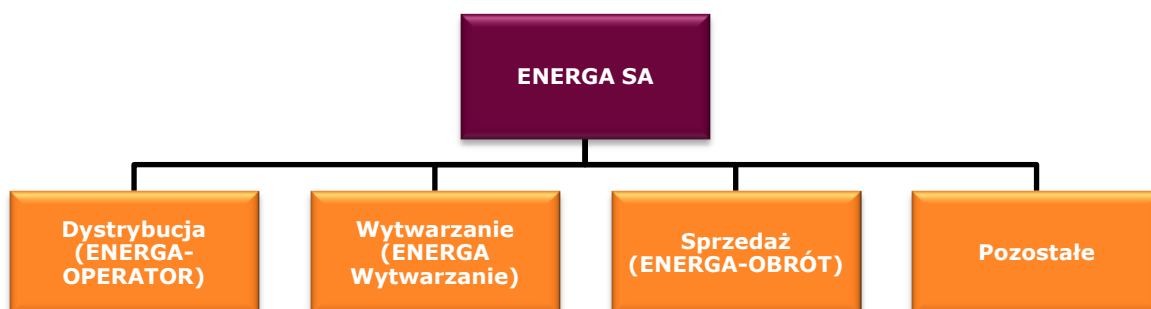 ENERGA SA
Dystrybucja
(ENERGA-
OPERATOR)
Wytwarzanie
(ENERGA
Wytwarzanie)
Sprzedaż
(ENERGA-OBRÓT)
Pozostałe